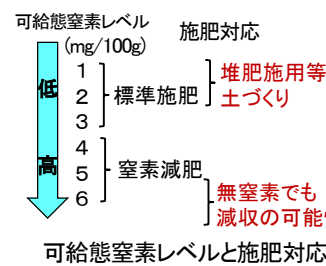 可給態窒素レベル
(mg/100g)
施肥対応
低
高
1
2
3
標準施肥
堆肥施用等
土づくり
4
5
6
窒素減肥
無窒素でも
減収の可能
可給態窒素レベルと施肥対応